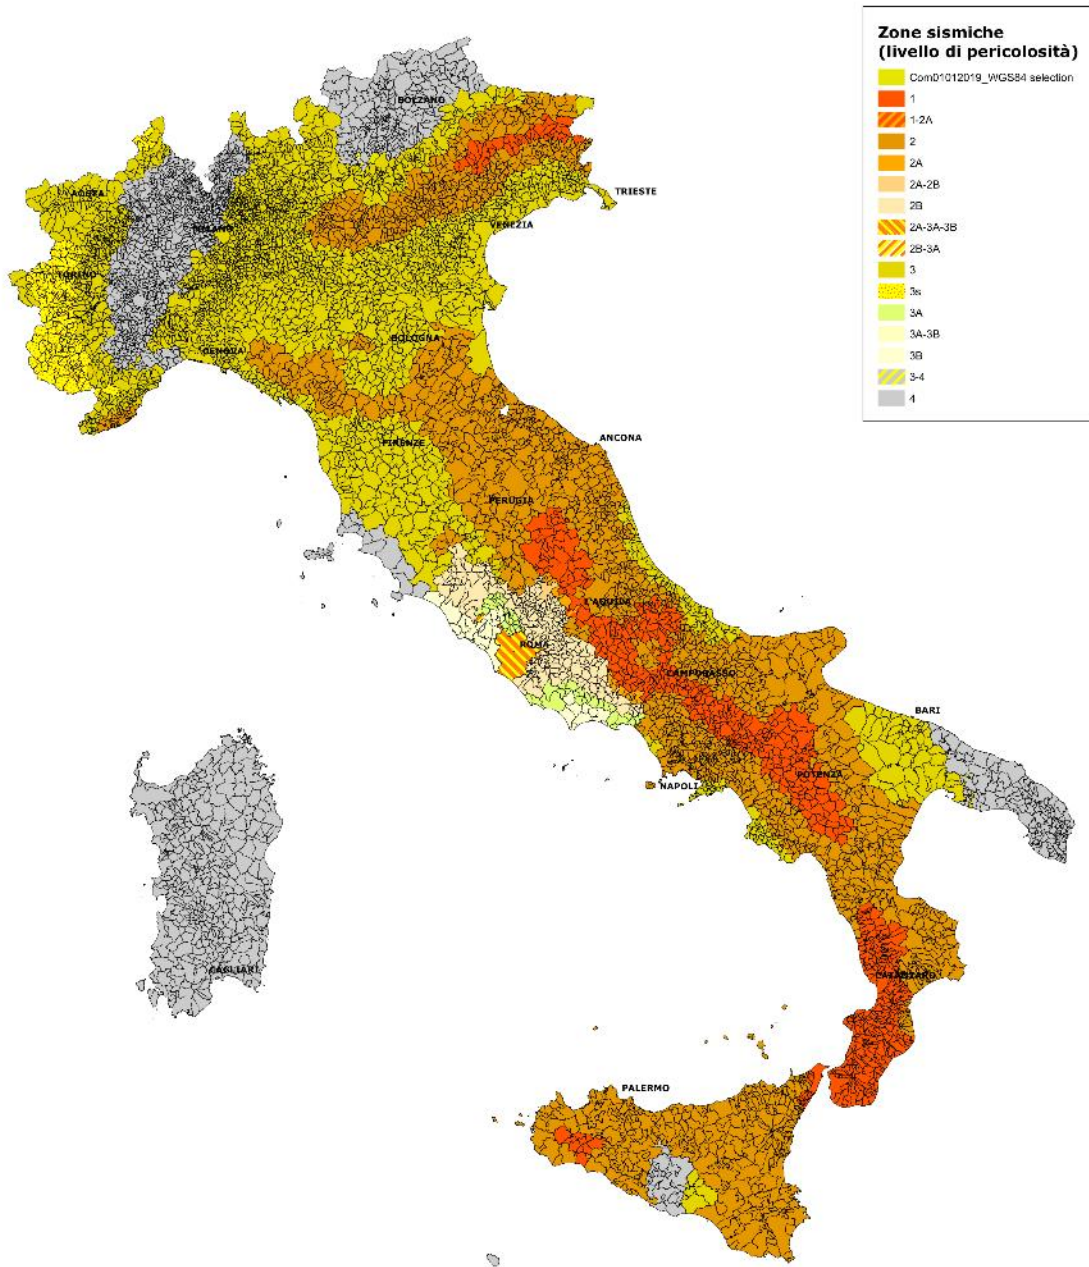 Zone sismiche
(livello di pericolosità)
Com01012019_WGS84 selection
1
1-2A
2
2A
2A-2B
2B
2A-3A-3B
2B-3A
3
3s
3A
3A-3B
3B
3-4
4
BOLZANO
AOSTA
TRIESTE
MILANO
VENEZIA
TORINO
BOLOGNA
GENOVA
ANCONA
FIRENZE
PERUGIA
L'AQUILA
ROMA
CAMPOBASSO
BARI
POTENZA
NAPOLI
CAGLIARI
CATANZARO
PALERMO